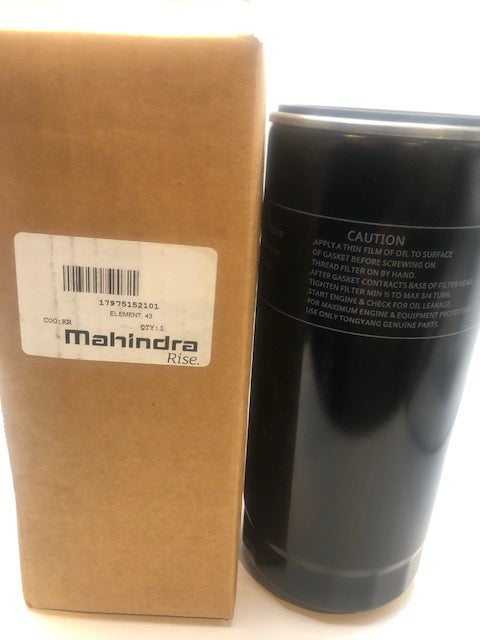 17975152101
ELEMENT, 43
COO:KR
QTY:1
Mahindra
Rise.
CAUTION
.APPLY A THIN FILM OF OIL TO SURFACE
OF GASKET BEFORE SCREWING ON.
THREAD FILTER ON BY HAND.
.AFTER GASKET CONTRACTS BASE OF FILTER HEAD
TIGHTEN FILTER MIN ½ TO MAX 3/4 TURN.
START ENGINE & CHECK FOR OIL LEAKAGE.
FOR MAXIMUM ENGINE & EQUIPMENT PROTECTION
USE ONLY TONGYANG GENUINE PARTS.